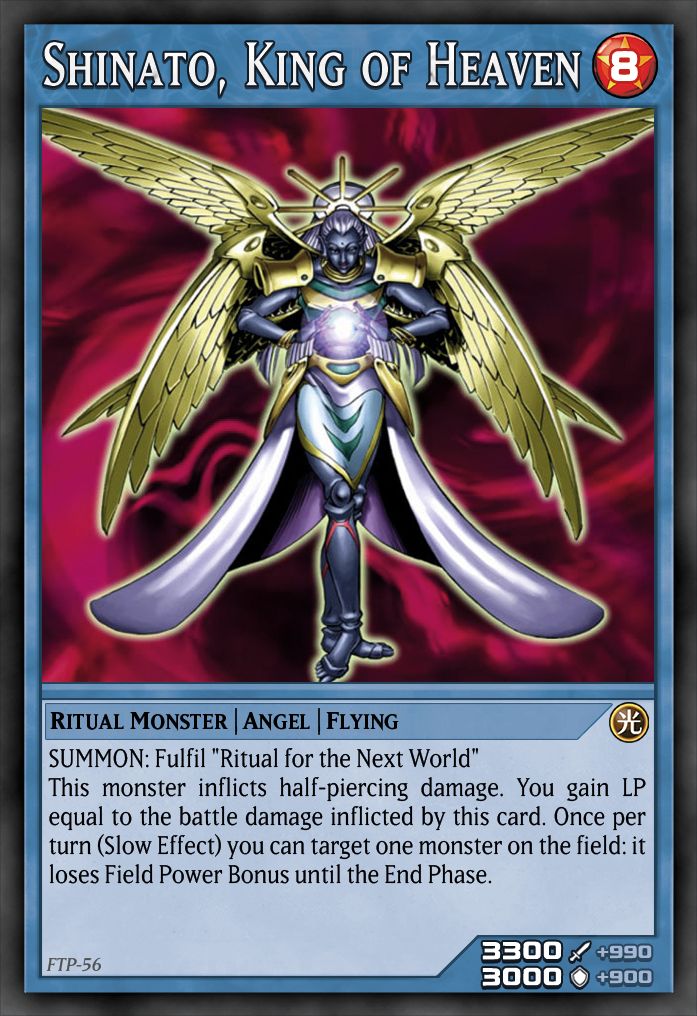 Shinato, King of Heaven 8
Ritual Monster | Angel | Flying 光
SUMMON: Fulfil "Ritual for the Next World"
This monster inflicts half-piercing damage. You gain LP
equal to the battle damage inflicted by this card. Once per
turn (Slow Effect) you can target one monster on the field: it
loses Field Power Bonus until the End Phase.
3300 +990
FTP-56 3000 +900